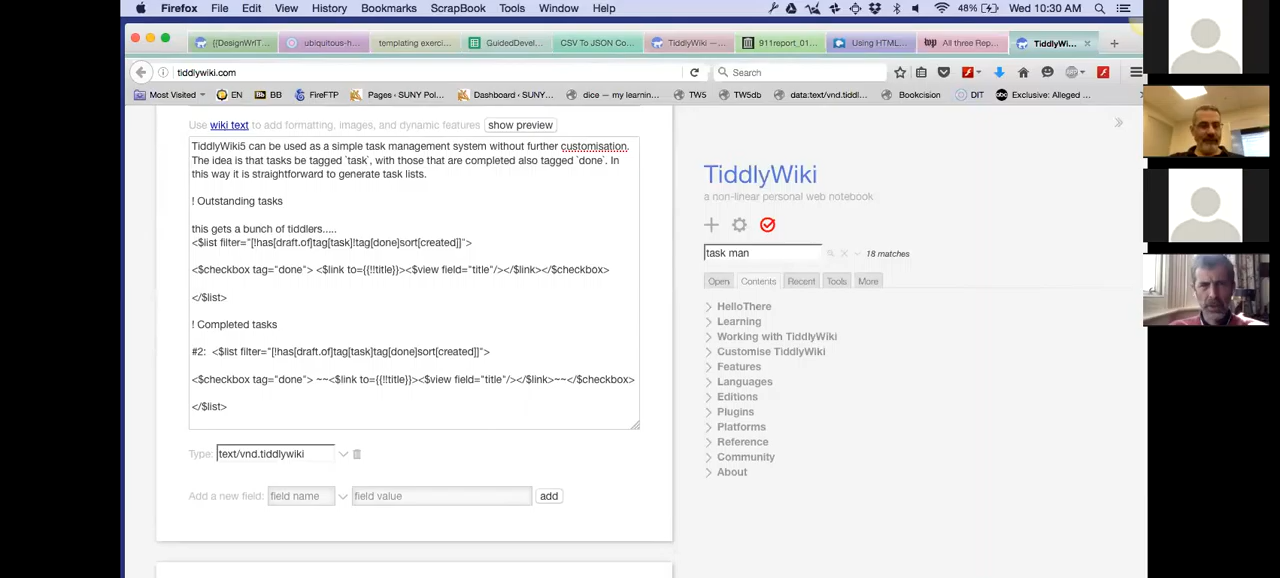 Firefox File Edit View History Bookmarks ScrapBook Tools Window Help 48% Wed 10:30 AM
{{DesignWriT... ubiquitous-h... templating exerci... GuidedDevel... CSV To JSON Co... TiddlyWiki —... 911report_01... Using HTML... All three Rep... TiddlyWi...
tiddlywiki.com Search
Most Visited EN BB FireFTP Pages - SUNY Pol... Dashboard - SUNY... dice — my learnin... TW5 TW5db data:text/vnd.tiddl... Bookcision DIT Exclusive: Alleged ...
Use wiki text to add formatting, images, and dynamic features show preview
TiddlyWiki5 can be used as a simple task management system without further customisation.
The idea is that tasks be tagged `task`, with those that are completed also tagged `done`. In
this way it is straightforward to generate task lists.
! Outstanding tasks
this gets a bunch of tiddlers.....
<$list filter="[!has[draft.of]tag[task]!tag[done]sort[created]]">
<$checkbox tag="done"> <$link to={{!!title}}><$view field="title"/></$link></$checkbox>
</$list>
! Completed tasks
#2: <$list filter="[!has[draft.of]tag[task]tag[done]sort[created]]">
<$checkbox tag="done"> ~~<$link to={{!!title}}><$view field="title"/></$link>~~</$checkbox>
</$list>
Type: text/vnd.tiddlywiki
Add a new field: field name field value add
TiddlyWiki
a non-linear personal web notebook
task man 18 matches
Open Contents Recent Tools More
HelloThere
Learning
Working with TiddlyWiki
Customise TiddlyWiki
Features
Languages
Editions
Plugins
Platforms
Reference
Community
About